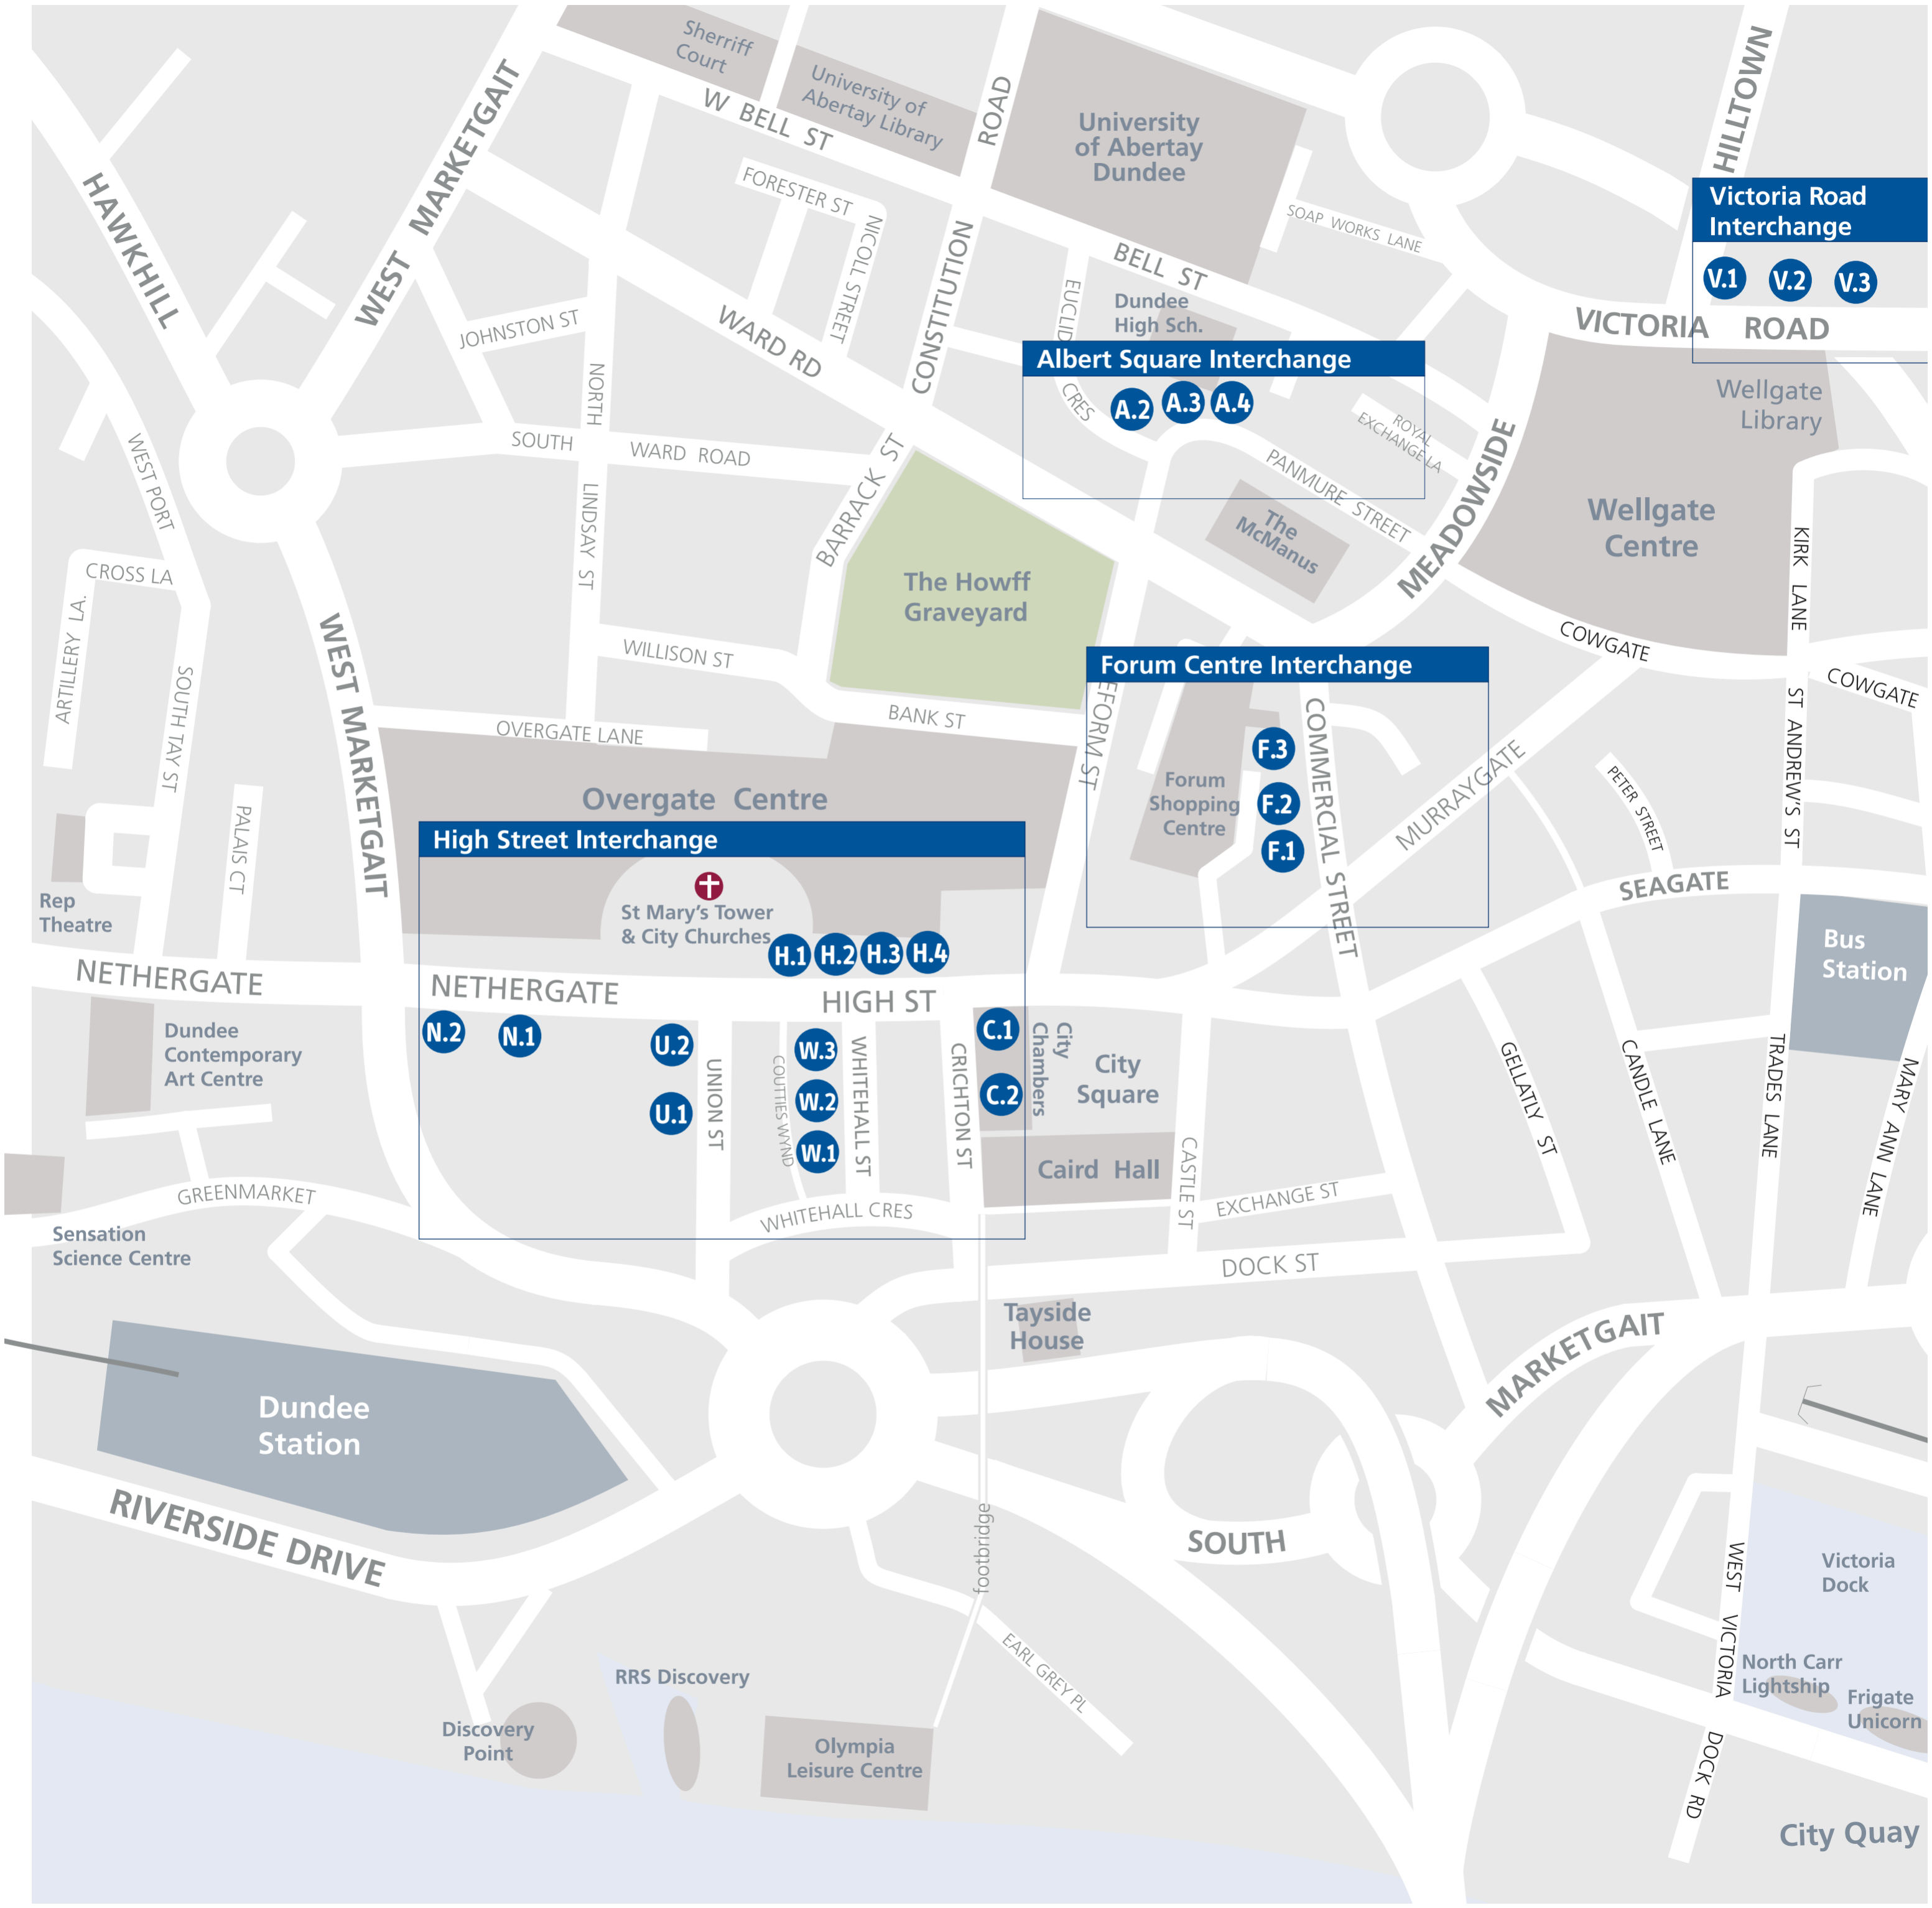 Sherriff
Court
University of
Abertay Library
W BELL ST
ROAD
University
of Abertay
Dundee
HILLTOWN
Victoria Road
Interchange
V.1 V.2 V.3
VICTORIA ROAD
HAWKHILL
WEST MARKETGAIT
FORESTER ST
NICOLL STREET
CONSTITUTION
SOAP WORKS LANE
BELL ST
EUCLID
CRES
Dundee
High Sch.
JOHNSTON ST
WARD RD
Albert Square Interchange
A.2 A.3 A.4
ROYAL
EXCHANGE LA
PANMURE STREET
MEADOWSIDE
Wellgate
Library
Wellgate
Centre
WEST PORT
SOUTH WARD ROAD
NORTH LINDSAY ST
BARRACK ST
The
McManus
KIRK LANE
CROSS LA
ARTILLERY LA.
SOUTH TAY ST
WEST MARKETGAIT
The Howff
Graveyard
WILLISON ST
COWGATE
COWGATE
Forum Centre Interchange
F.3
F.2
F.1
Forum
Shopping
Centre
COMMERCIAL STREET
MURRAYGATE
PETER STREET
ST ANDREW'S ST
BANK ST
EFORM ST
OVERGATE LANE
Overgate Centre
PALAIS CT
Rep
Theatre
High Street Interchange
St Mary's Tower
& City Churches
H.1 H.2 H.3 H.4
SEAGATE
Bus
Station
NETHERGATE
NETHERGATE
HIGH ST
N.2 N.1
U.2
U.1
UNION ST
COUTIES WYND
W.3
W.2
W.1
WHITEHALL ST
CRICHTON ST
C.1
C.2
City
Chambers
City
Square
Dundee
Contemporary
Art Centre
Caird Hall
CASTLE ST
EXCHANGE ST
GELLATLY ST
CANDLE LANE
TRADES LANE
MARY ANN LANE
GREENMARKET
WHITEHALL CRES
Sensation
Science Centre
DOCK ST
Tayside
House
MARKETGAIT
Dundee
Station
RIVERSIDE DRIVE
footbridge
SOUTH
Victoria
Dock
WEST VICTORIA DOCK RD
EARL GREY PL
RRS Discovery
Discovery
Point
Olympia
Leisure Centre
North Carr
Lightship
Frigate
Unicorn
City Quay